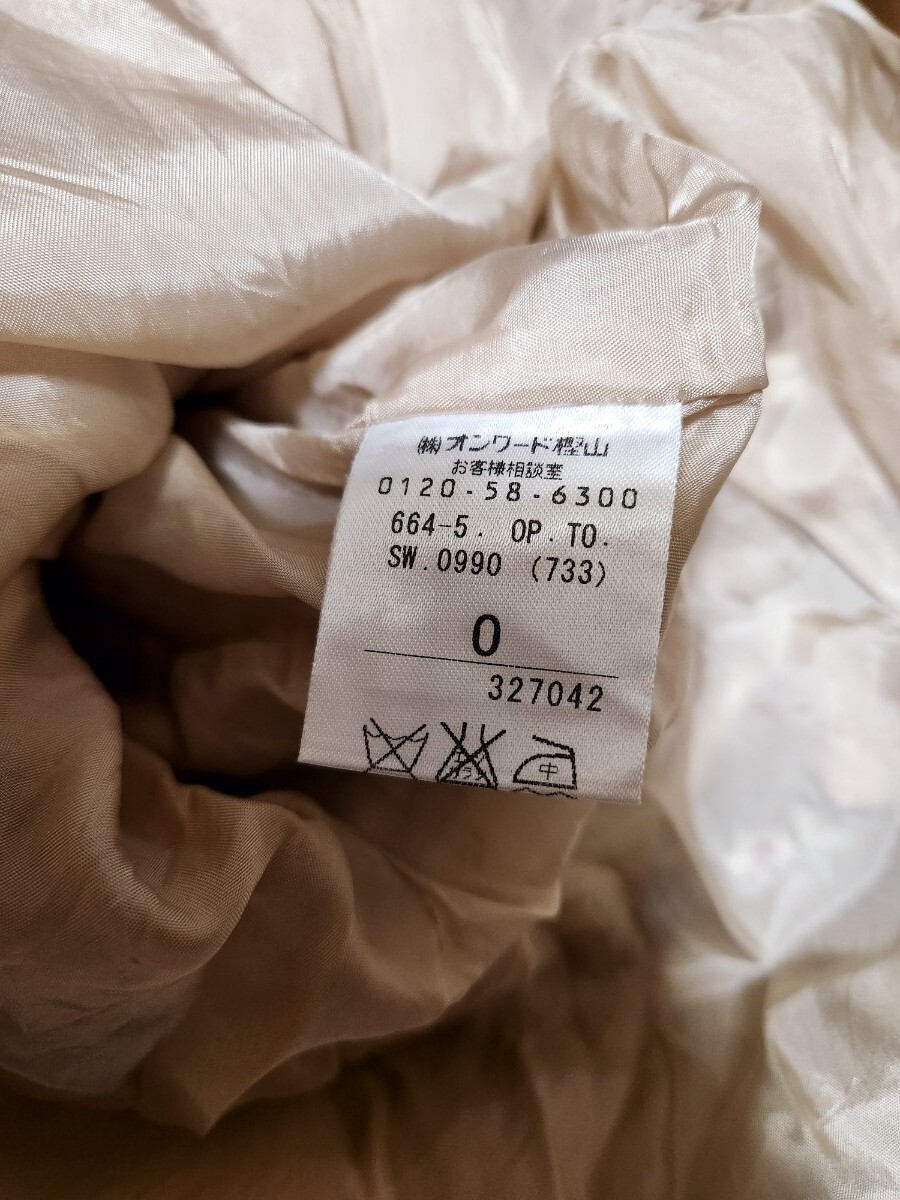 ㈱オンワード樫山
お客様相談室
0120-58-6300
664-5. OP.TO.
SW.0990 (733)
0
327042
中